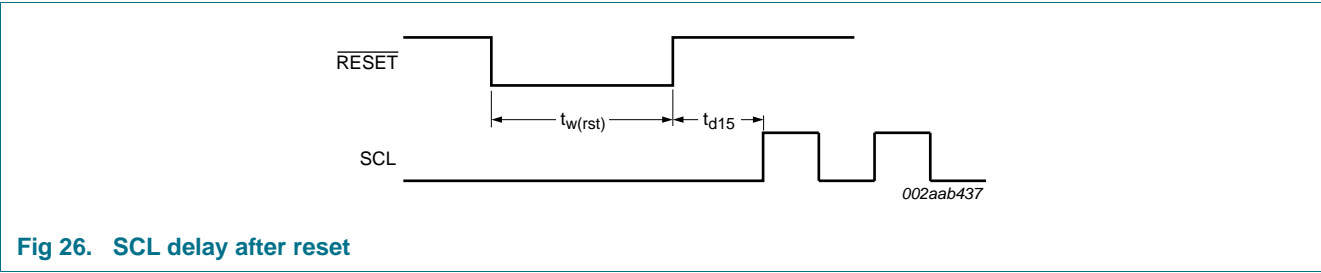 RESET
tw(rst)
td15
SCL
002aab437
Fig 26. SCL delay after reset